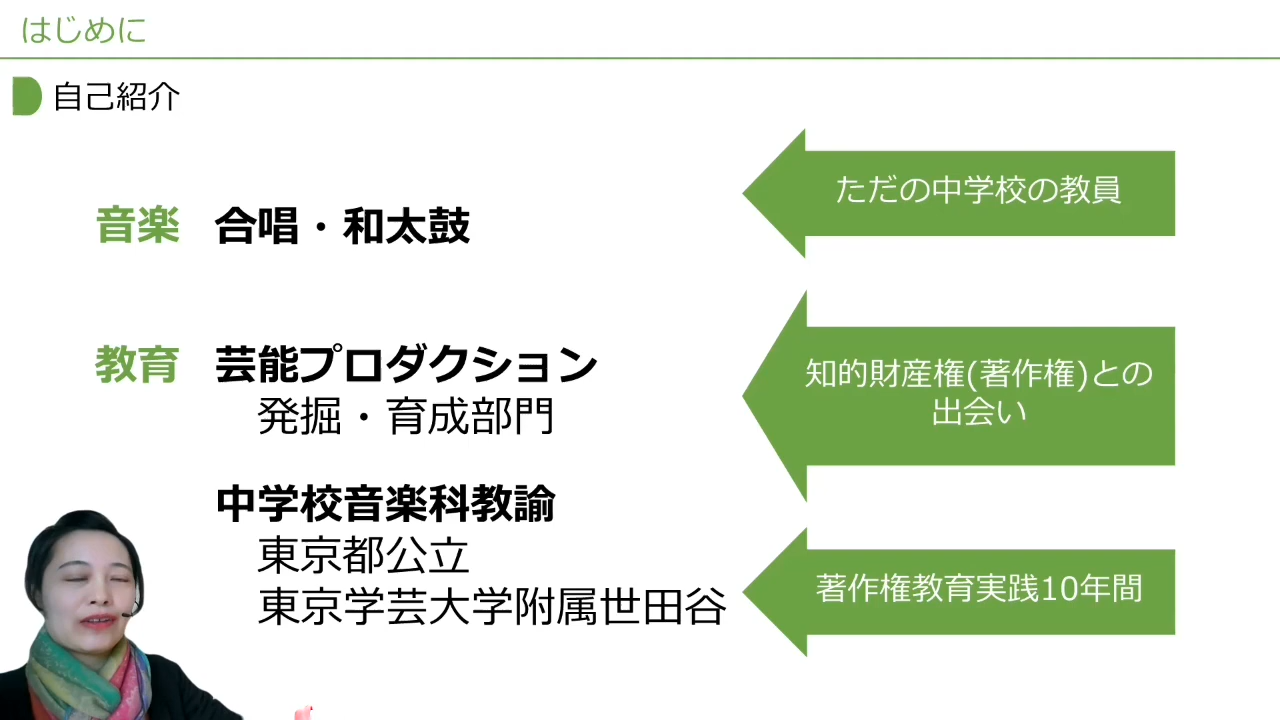 はじめに
自己紹介
音楽 合唱・和太鼓
ただの中学校の教員
教育 芸能プロダクション
発掘・育成部門
知的財産権(著作権)との
出会い
中学校音楽科教諭
東京都公立
東京学芸大学附属世田谷
著作権教育実践10年間